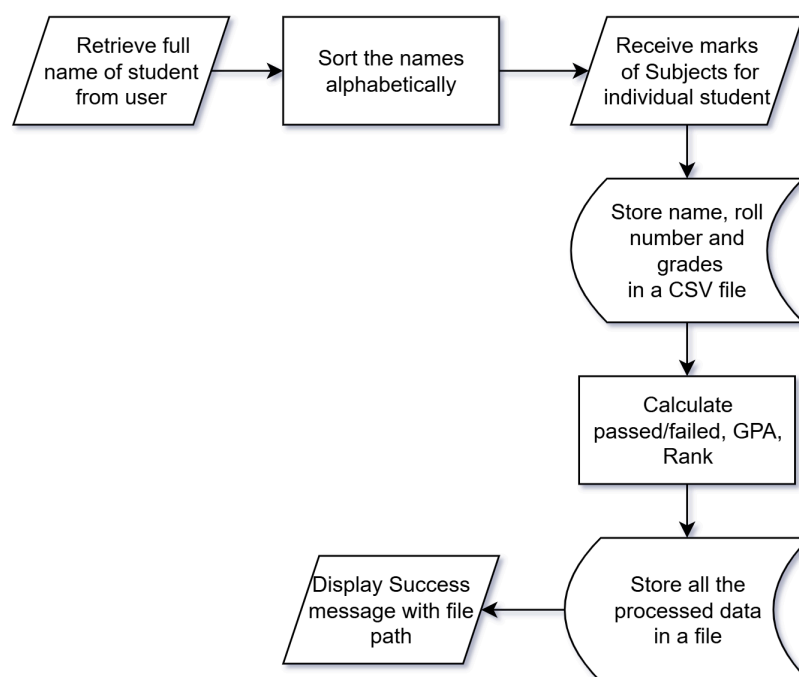 Retrieve full
name of student
from user
Sort the names
alphabetically
Receive marks
of Subjects for
individual student
Store name, roll
number and
grades
in a CSV file
Calculate
passed/failed, GPA,
Rank
Store all the
processed data
in a file
Display Success
message with file
path